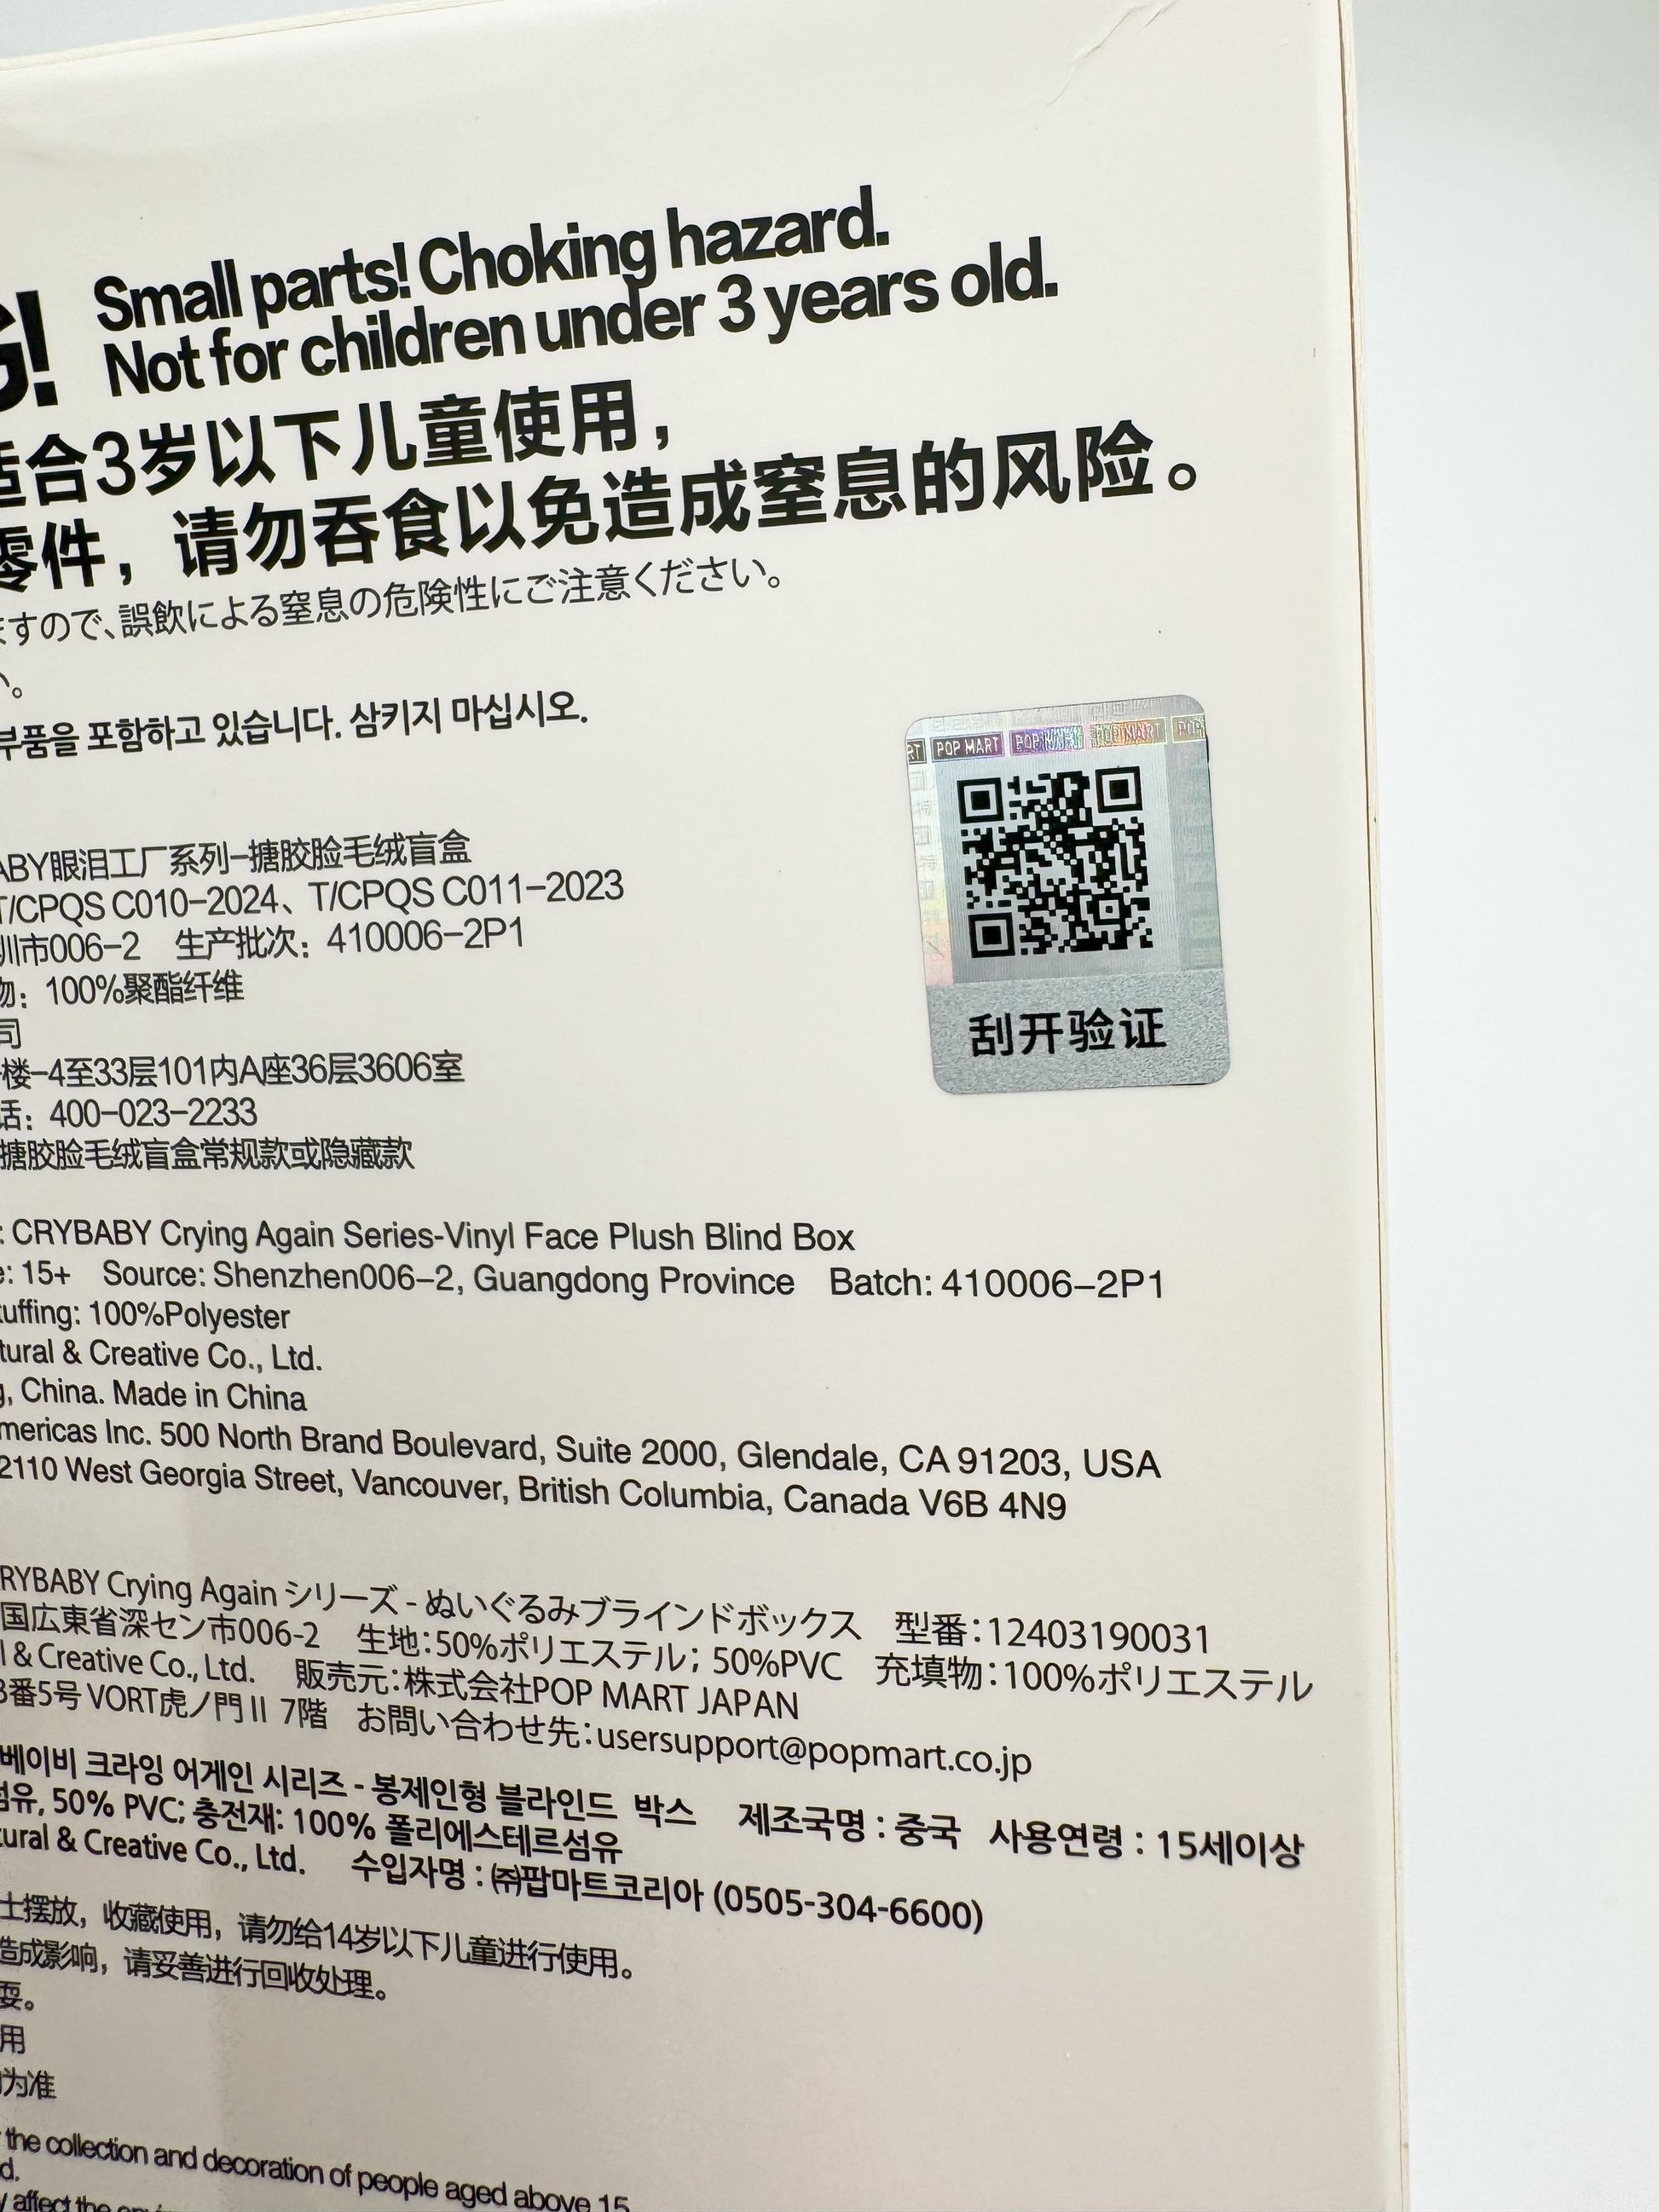 G!
Small parts! Choking hazard.
Not for children under 3 years old.
适合3岁以下儿童使用，
零件，请勿吞食以免造成窒息的风险。
ますので、誤飲による窒息の危険性にご注意ください。
い。
부품을 포함하고 있습니다. 삼키지 마십시오.
RT POP MART POP MART POP MART POP
刮开验证
ABY眼泪工厂系列-搪胶脸毛绒盲盒
T/CPQS C010-2024、T/CPQS C011-2023
圳市006-2 生产批次：410006-2P1
物：100%聚酯纤维
司
楼-4至33层101内A座36层3606室
话：400-023-2233
搪胶脸毛绒盲盒常规款或隐藏款
: CRYBABY Crying Again Series-Vinyl Face Plush Blind Box
e: 15+ Source: Shenzhen006-2, Guangdong Province Batch: 410006-2P1
tuffing: 100%Polyester
tural & Creative Co., Ltd.
g, China. Made in China
mericas Inc. 500 North Brand Boulevard, Suite 2000, Glendale, CA 91203, USA
2110 West Georgia Street, Vancouver, British Columbia, Canada V6B 4N9
RYBABY Crying Again シリーズ - ぬいぐるみブラインドボックス 型番：12403190031
国広東省深セン市006-2 生地：50%ポリエステル；50%PVC 充填物：100%ポリエステル
l & Creative Co., Ltd. 販売元：株式会社POP MART JAPAN
3番5号 VORT虎ノ門II 7階 お問い合わせ先：usersupport@popmart.co.jp
베이비 크라잉 어게인 시리즈 - 봉제인형 블라인드 박스 제조국명 : 중국 사용연령 : 15세이상
섬유, 50% PVC; 충전재: 100% 폴리에스테르섬유
tural & Creative Co., Ltd. 수입자명 : ㈜팝마트코리아 (0505-304-6600)
士摆放，收藏使用，请勿给14岁以下儿童进行使用。
造成影响，请妥善进行回收处理。
耍。
用
为准
the collection and decoration of people aged above 15
d.
y affect the